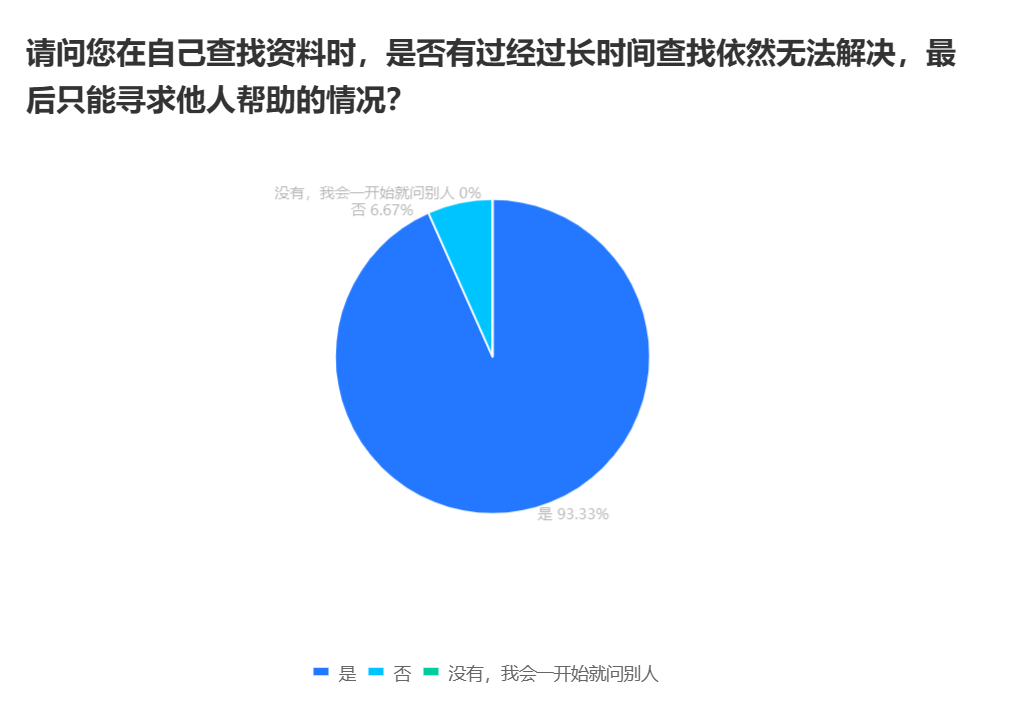 请问您在自己查找资料时，是否有过经过长时间查找依然无法解决，最
后只能寻求他人帮助的情况？
没有，我会一开始就问别人 0%
否 6.67%
是 93.33%
是 否 没有，我会一开始就问别人